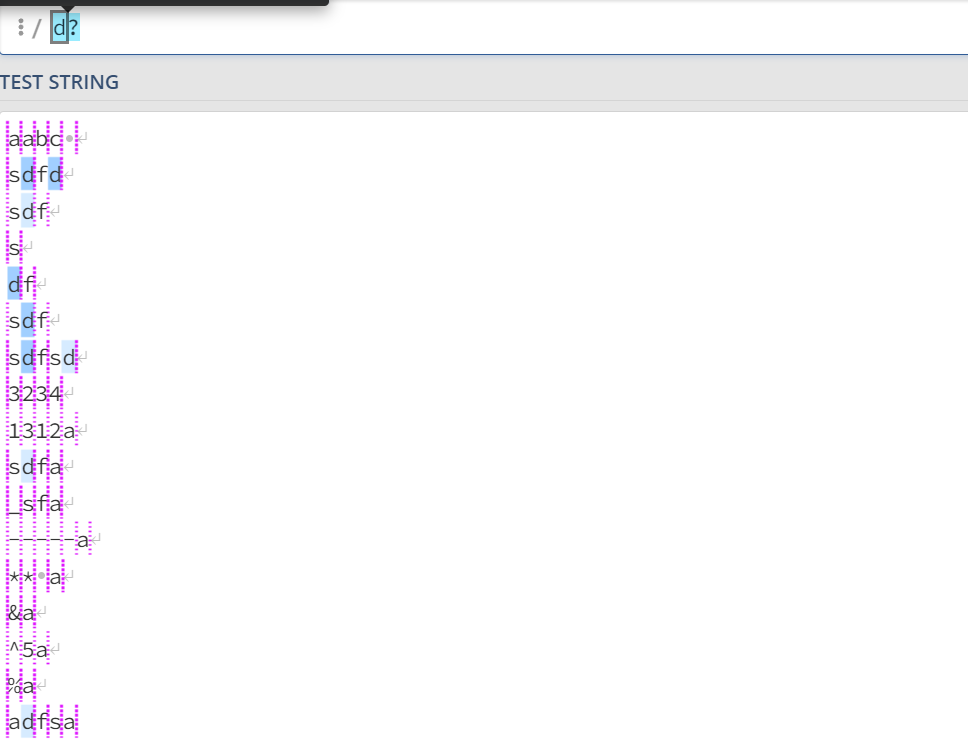 / d?
TEST STRING
aabc
sdfd
sdf
s
df
sdf
sdfsd
3234
1312a
sdfa
_sfa
-----a
** a
&a
^5a
%a
adfsa